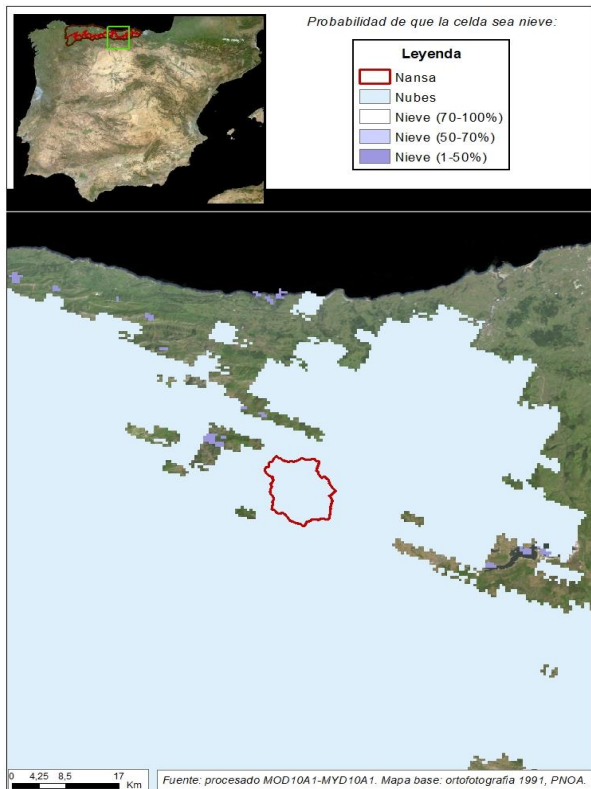 Probabilidad de que la celda sea nieve:
Leyenda
Nansa
Nubes
Nieve (70-100%)
Nieve (50-70%)
Nieve (1-50%)
0 4,25 8,5 17
Km
Fuente: procesado MOD10A1-MYD10A1. Mapa base: ortofotografia 1991, PNOA.